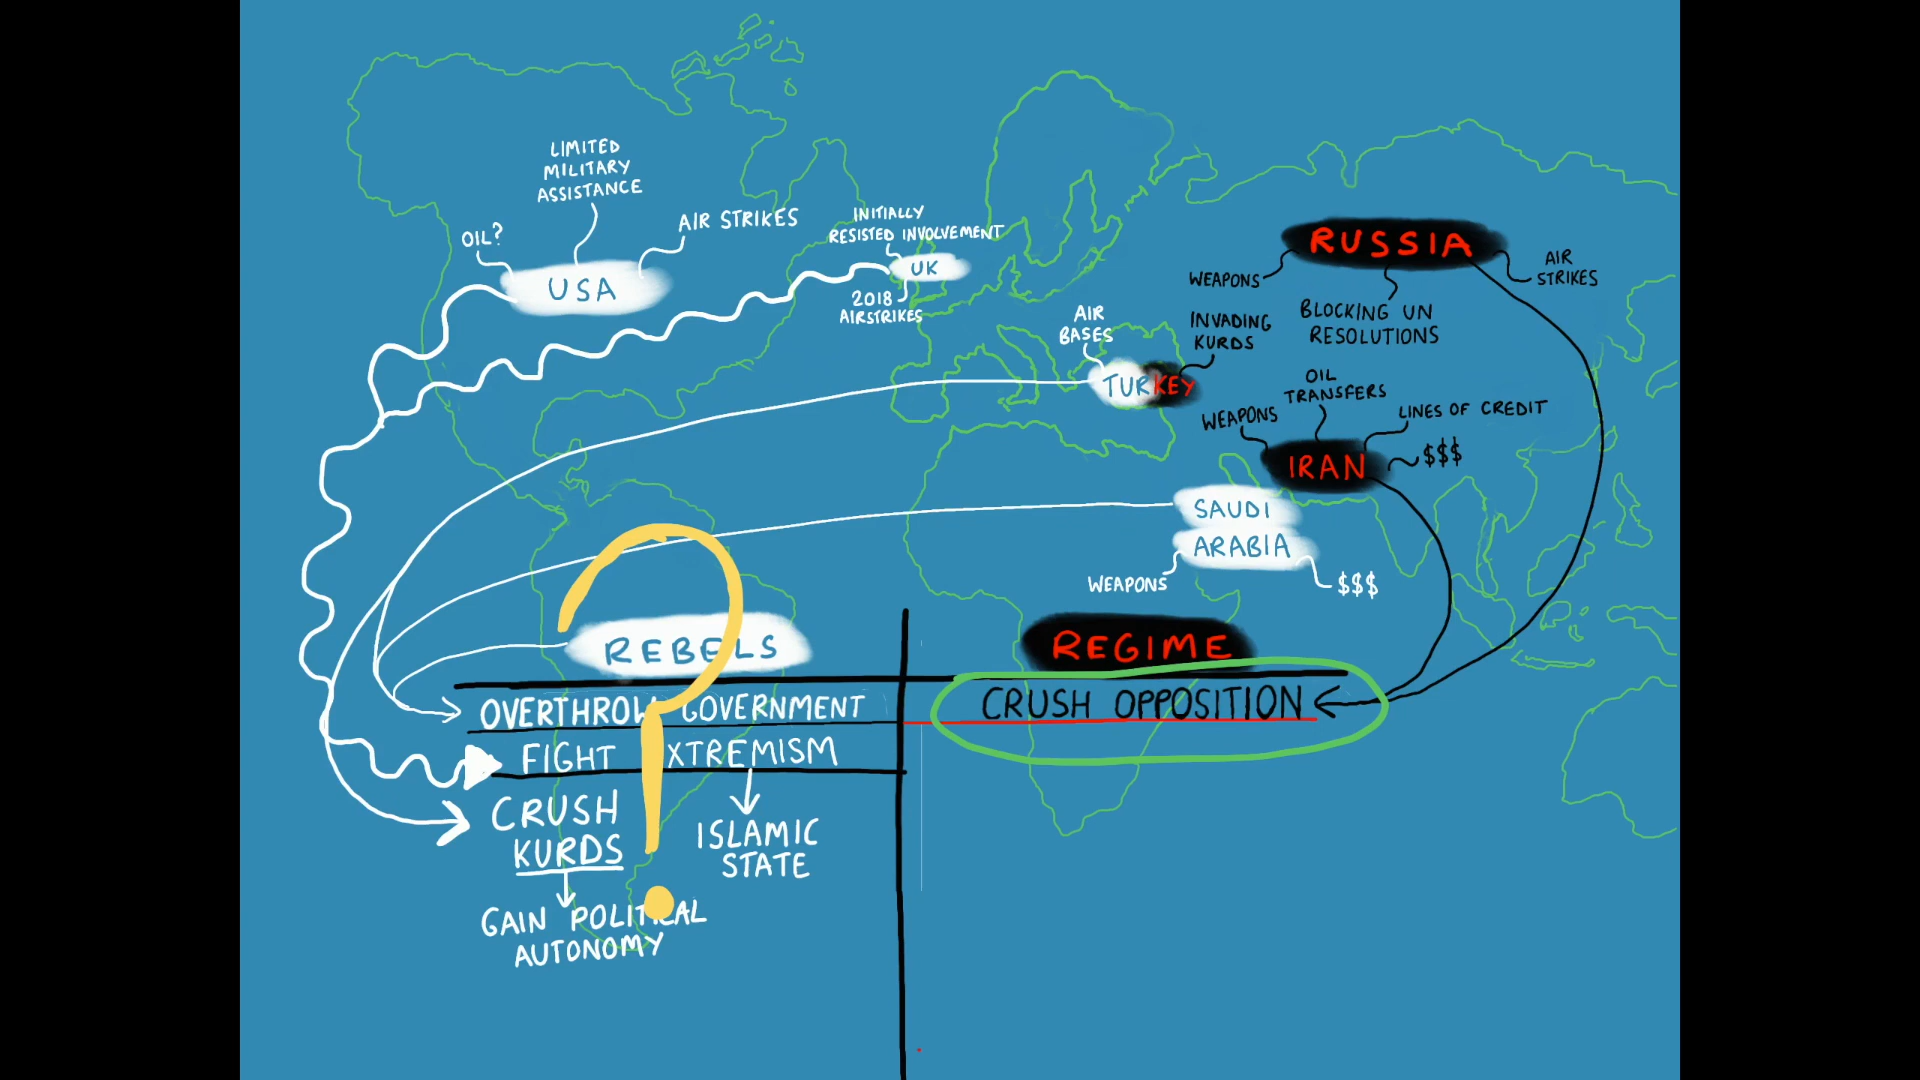 LIMITED
MILITARY
ASSISTANCE
OIL?
AIR STRIKES
USA
INITIALLY
RESISTED INVOLVEMENT
UK
2018
AIRSTRIKES
RUSSIA
WEAPONS
AIR
STRIKES
BLOCKING UN
RESOLUTIONS
AIR
BASES
INVADING
KURDS
TURKEY
OIL
TRANSFERS
WEAPONS
LINES OF CREDIT
IRAN
$$$
SAUDI
ARABIA
WEAPONS
$$$
REBELS
REGIME
OVERTHROW GOVERNMENT
CRUSH OPPOSITION
FIGHT XTREMISM
CRUSH
KURDS
ISLAMIC
STATE
GAIN POLITICAL
AUTONOMY
?